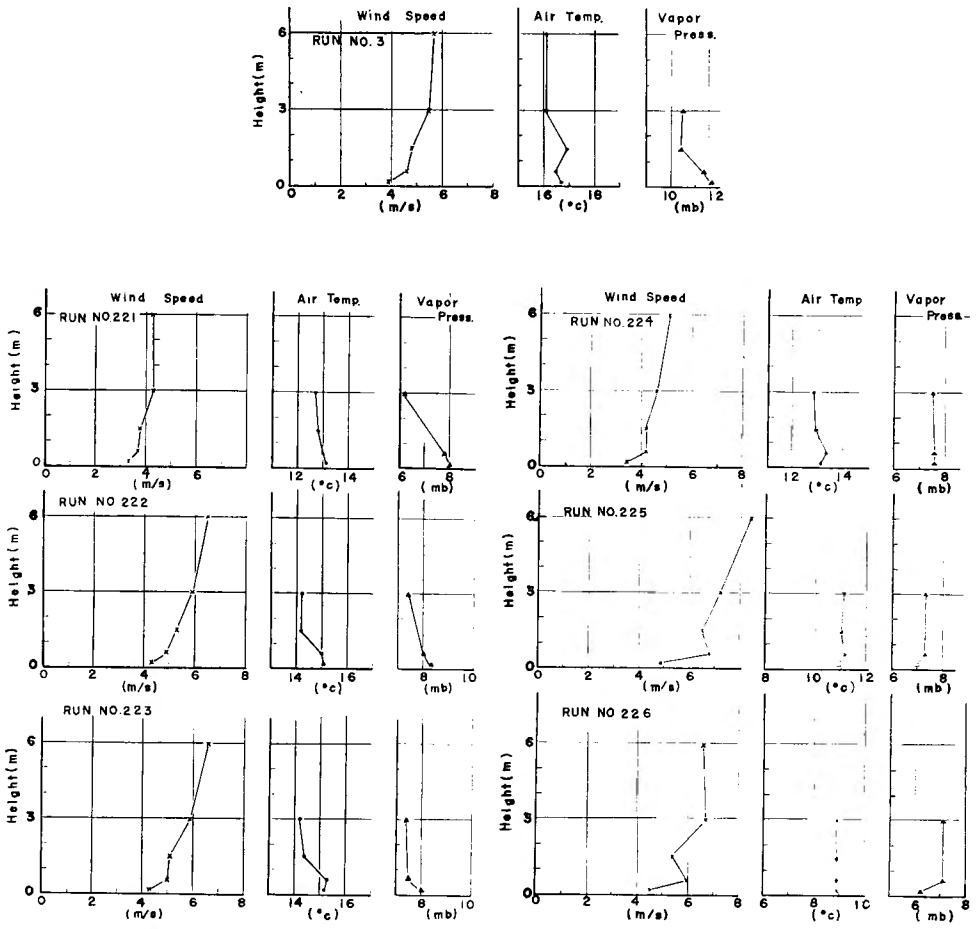 Wind Speed
Air Temp.
Vapor
Press.
RUN NO. 3
Height (m)
6
3
0
0 2 4 6 8
(m/s)
16 18
(°c)
10 12
(mb)
Wind Speed
Air Temp.
Vapor
Press.
RUN NO. 221
Height (m)
6
3
0
0 2 4 6
(m/s)
12 14
(°c)
6 8
(mb)
RUN NO 222
Height (m)
6
3
0
0 2 4 6 8
(m/s)
14 16
(°c)
8 10
(mb)
RUN NO. 223
Height (m)
6
3
0
0 2 4 6 8
(m/s)
14 16
(°c)
8
(mb)
Wind Speed
Air Temp
Vapor
Press.
RUN NO. 224
Height (m)
6
3
0
0 2 4 6 8
(m/s)
12 14
(°c)
6 8
(mb)
RUN NO. 225
Height (m)
6
3
0
0 2 4 6 8
(m/s)
8 10 12
(°c)
6 8
(mb)
RUN NO 226
Height (m)
6
3
0
0 2 4 6 8
(m/s)
8 10
(°c)
6 8
(mb)